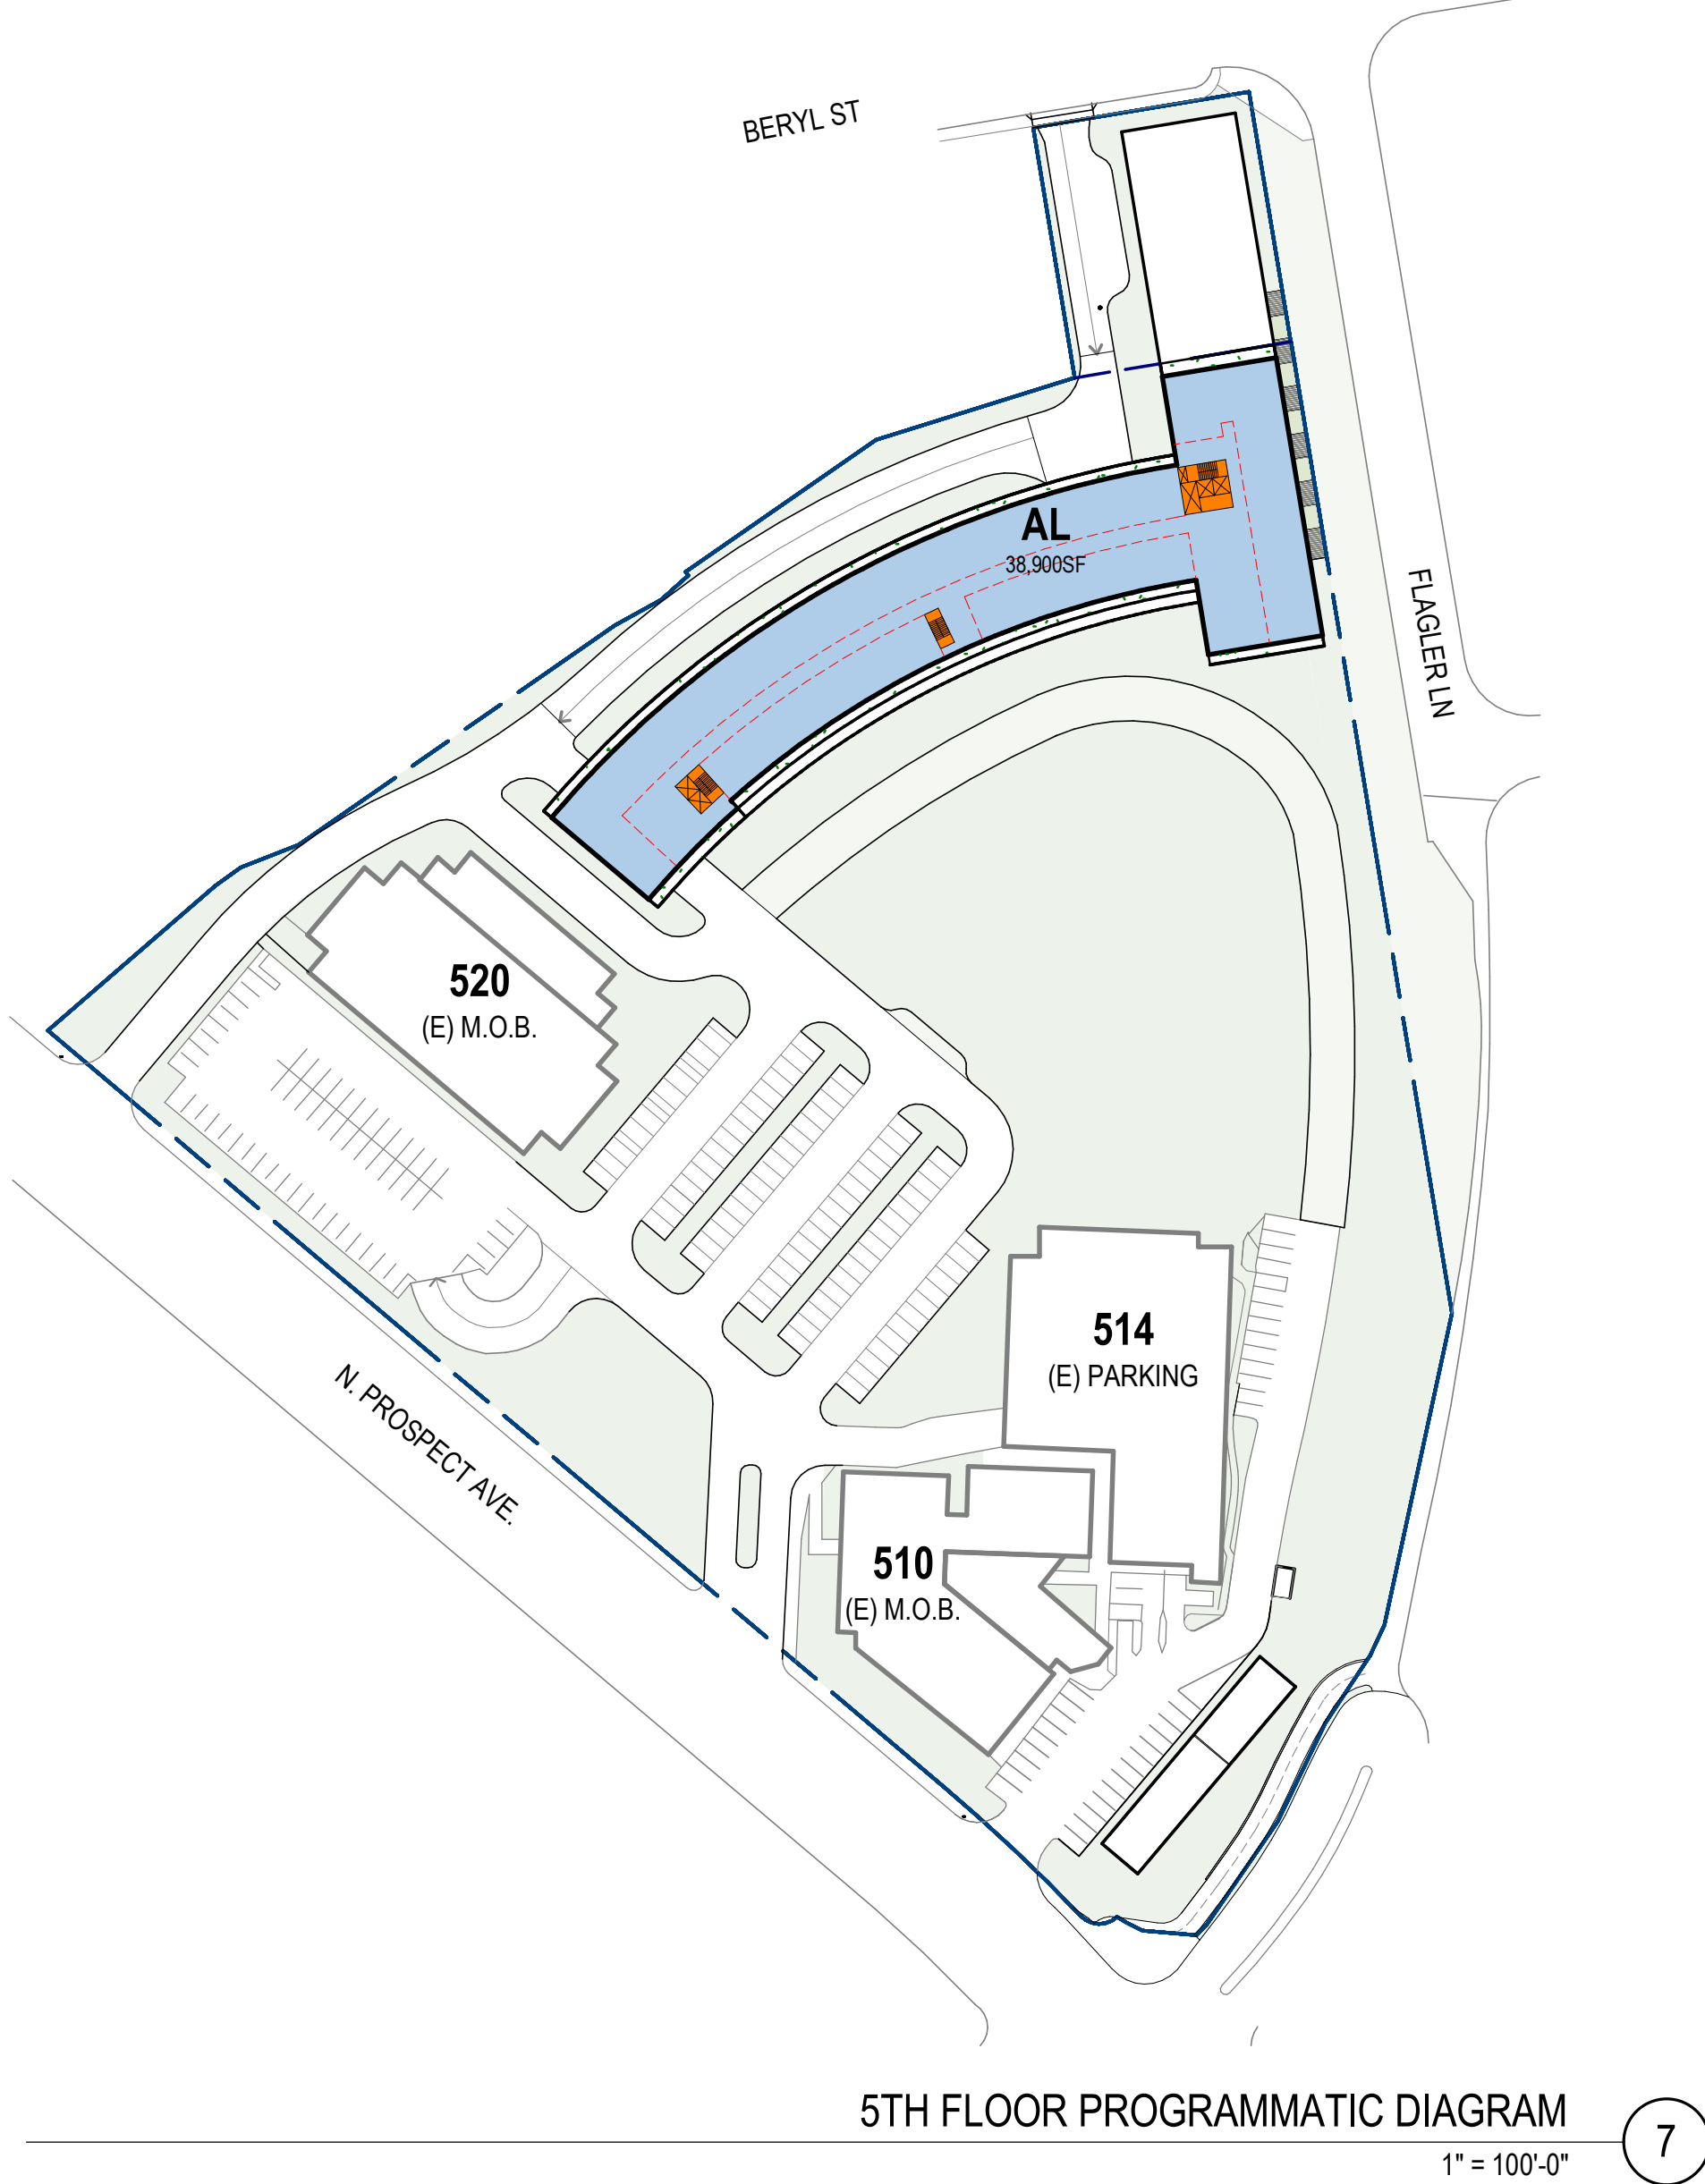 BERYL ST
AL
38,900SF
FLAGLER LN
520
(E) M.O.B.
514
(E) PARKING
N. PROSPECT AVE.
510
(E) M.O.B.
5TH FLOOR PROGRAMMATIC DIAGRAM
7
1" = 100'-0"